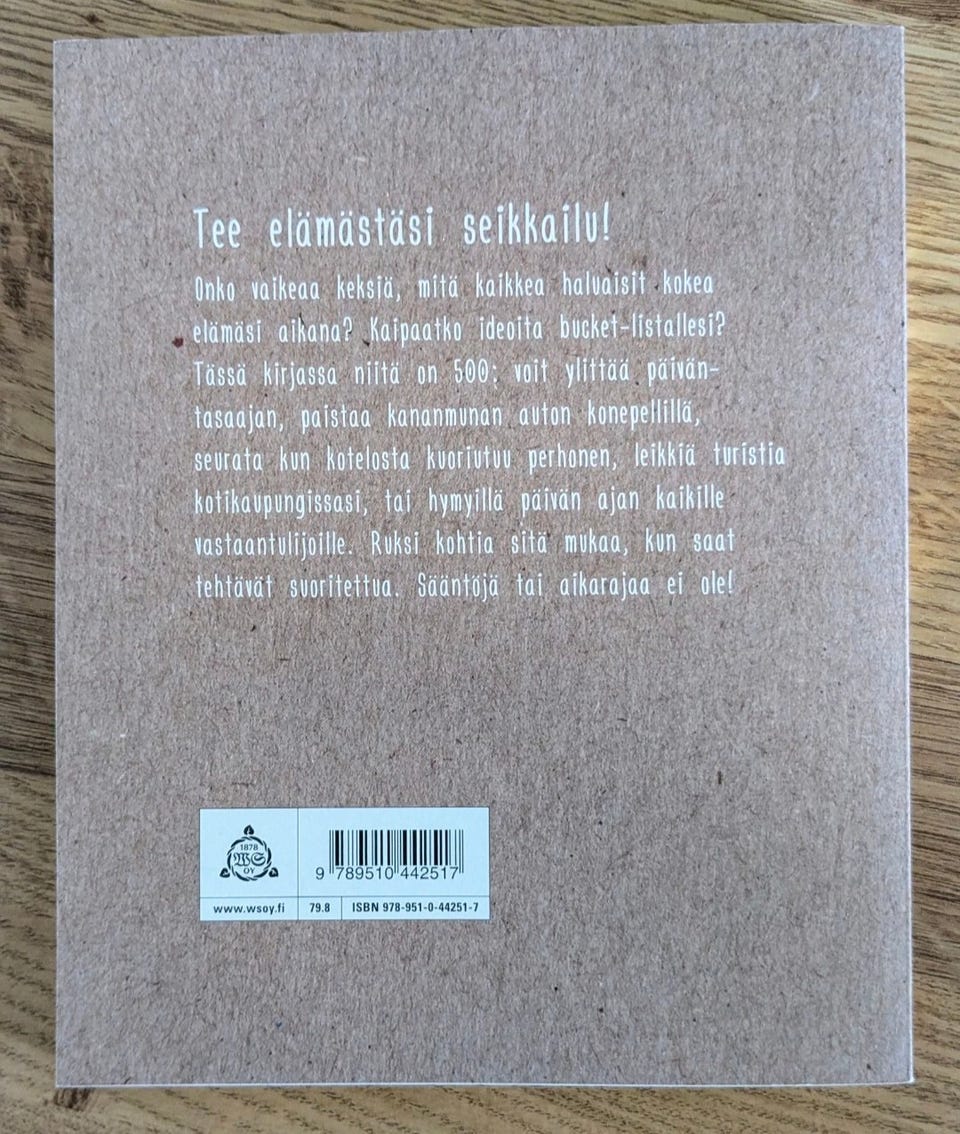 Tee elämästäsi seikkailu!
Onko vaikeaa keksiä, mitä kaikkea haluaisit kokea
elämäsi aikana? Kaipaatko ideoita bucket-listallesi?
Tässä kirjassa niitä on 500: voit ylittää päivän-
tasaajan, paistaa kananmunan auton konepellillä,
seurata kun kotelosta kuoriutuu perhonen, leikkiä turistia
kotikaupungissasi, tai hymyillä päivän ajan kaikille
vastaantulijoille. Ruksi kohtia sitä mukaa, kun saat
tehtävät suoritettua. Sääntöjä tai aikarajaa ei ole!
1878
WS
OY
9 789510 442517
www.wsoy.fi 79.8 ISBN 978-951-0-44251-7